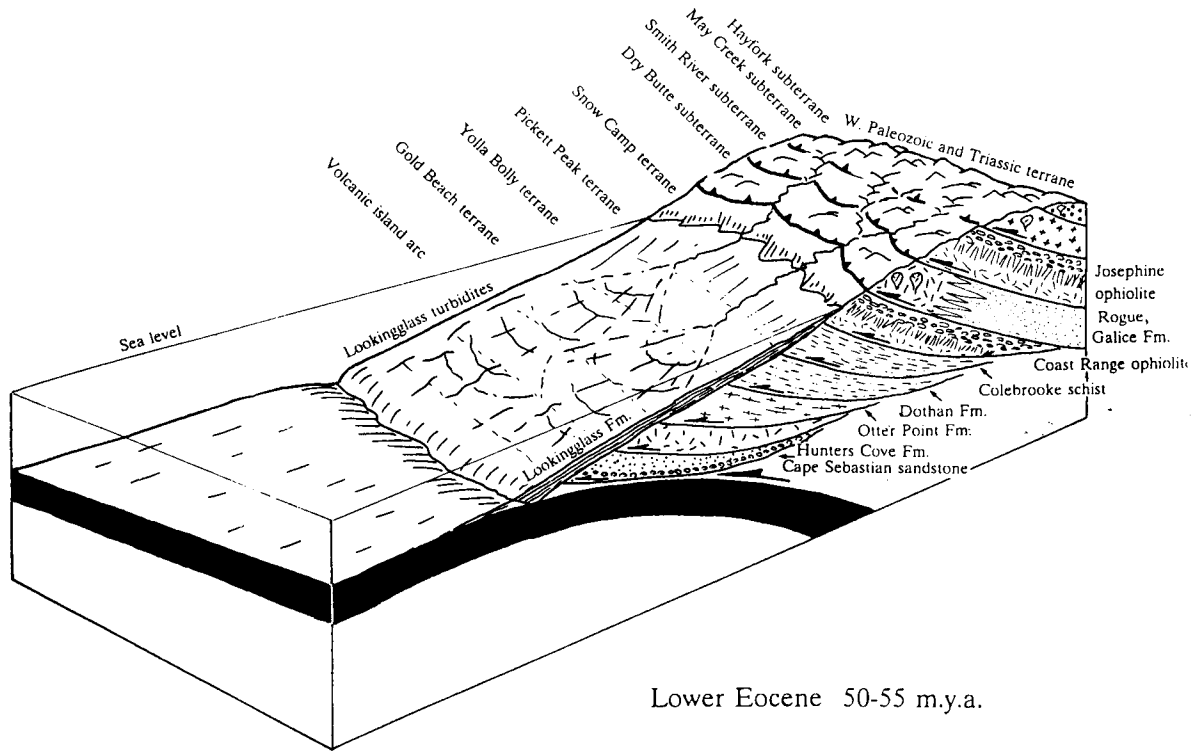 Hayfork subterrane
May Creek subterrane
Smith River subterrane
Dry Butte subterrane
Snow Camp terrane
Pickett Peak terrane
Yolla Bolly terrane
Gold Beach terrane
Volcanic island arc
W. Paleozoic and Triassic terrane
Sea level
Lookingglass turbidites
Lookingglass Fm.
Josephine
ophiolite
Rogue,
Galice Fm.
Coast Range ophiolite
Colebrooke schist
Dothan Fm.
Otter Point Fm.
Hunters Cove Fm.
Cape Sebastian sandstone
Lower Eocene 50-55 m.y.a.